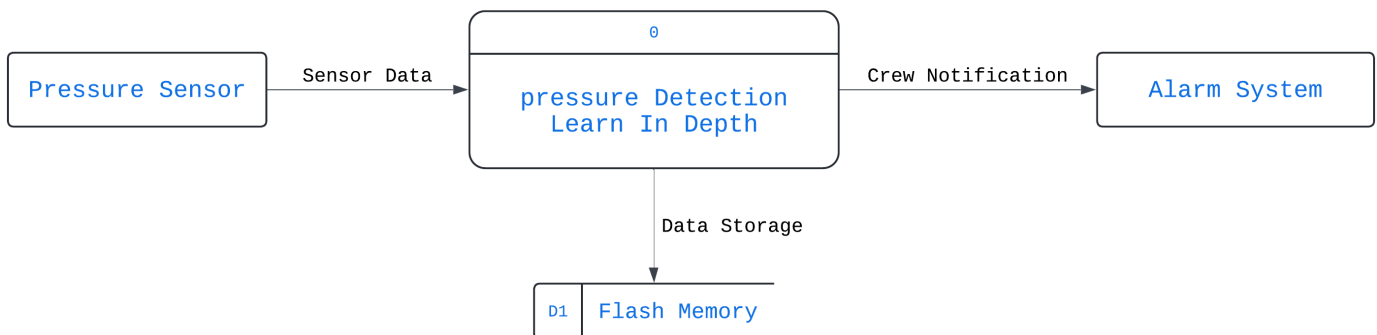 0
Pressure Sensor
Sensor Data
pressure Detection
Learn In Depth
Crew Notification
Alarm System
Data Storage
D1
Flash Memory